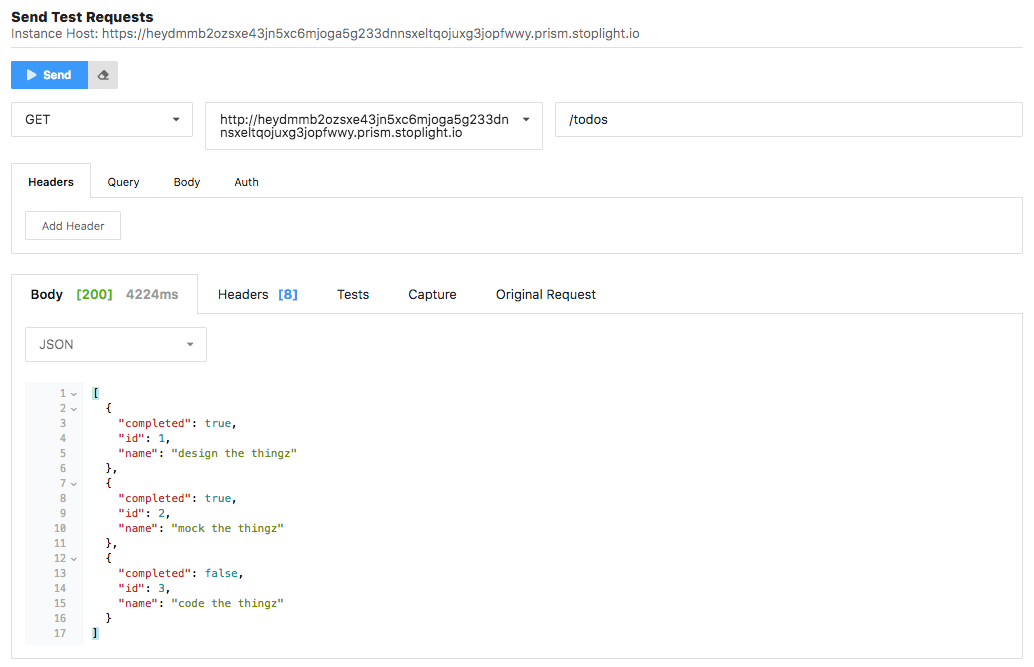 Send Test Requests
Instance Host: https://heydmmb2ozsxe43jn5xc6mjoga5g233dnnsxeltqojuxg3jopfwwy.prism.stoplight.io
Send
GET
http://heydmmb2ozsxe43jn5xc6mjoga5g233dn
nsxeltqojuxg3jopfwwy.prism.stoplight.io
/todos
Headers Query Body Auth
Add Header
Body [200] 4224ms Headers [8] Tests Capture Original Request
JSON
1 [
2 {
3 "completed": true,
4 "id": 1,
5 "name": "design the thingz"
6 },
7 {
8 "completed": true,
9 "id": 2,
10 "name": "mock the thingz"
11 },
12 {
13 "completed": false,
14 "id": 3,
15 "name": "code the thingz"
16 }
17 ]